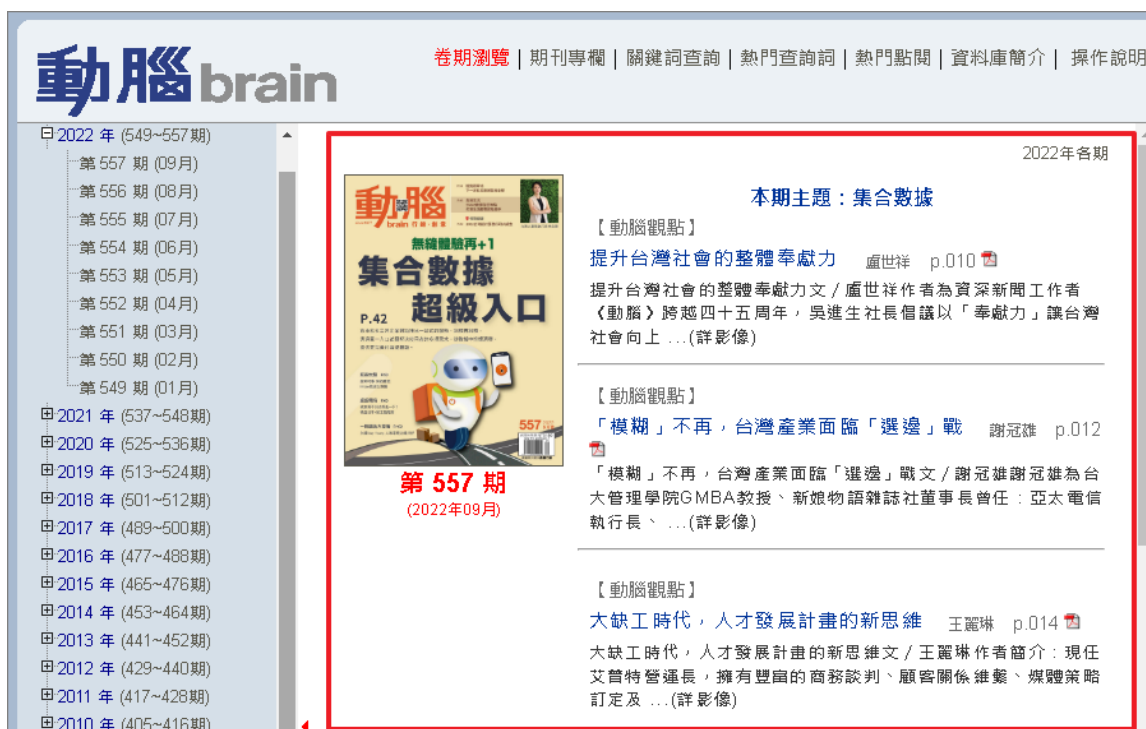 動腦brain
卷期瀏覽 | 期刊專欄 | 關鍵詞查詢 | 熱門查詢詞 | 熱門點閱 | 資料庫簡介 | 操作說明
2022 年 (549~557期)
第 557 期 (09月)
第 556 期 (08月)
第 555 期 (07月)
第 554 期 (06月)
第 553 期 (05月)
第 552 期 (04月)
第 551 期 (03月)
第 550 期 (02月)
第 549 期 (01月)
2021 年 (537~548期)
2020 年 (525~536期)
2019 年 (513~524期)
2018 年 (501~512期)
2017 年 (489~500期)
2016 年 (477~488期)
2015 年 (465~476期)
2014 年 (453~464期)
2013 年 (441~452期)
2012 年 (429~440期)
2011 年 (417~428期)
2010 年 (405~416期)
2022年各期
動腦
brain
無縫體驗再+1
集合數據
超級入口
P.42
557
第 557 期
(2022年09月)
本期主題：集合數據
【動腦觀點】
提升台灣社會的整體奉獻力 盧世祥 p.010
提升台灣社會的整體奉獻力文／盧世祥作者為資深新聞工作者
《動腦》跨越四十五周年，吳進生社長倡議以「奉獻力」讓台灣
社會向上 ...(詳影像)
【動腦觀點】
「模糊」不再，台灣產業面臨「選邊」戰 謝冠雄 p.012
「模糊」不再，台灣產業面臨「選邊」戰文／謝冠雄謝冠雄為台
大管理學院GMBA教授、新娘物語雜誌社董事長曾任：亞太電信
執行長、 ...(詳影像)
【動腦觀點】
大缺工時代，人才發展計畫的新思維 王麗琳 p.014
大缺工時代，人才發展計畫的新思維文／王麗琳作者簡介：現任
艾普特營運長，擁有豐富的商務談判、顧客關係維繫、媒體策略
訂定及 ...(詳影像)